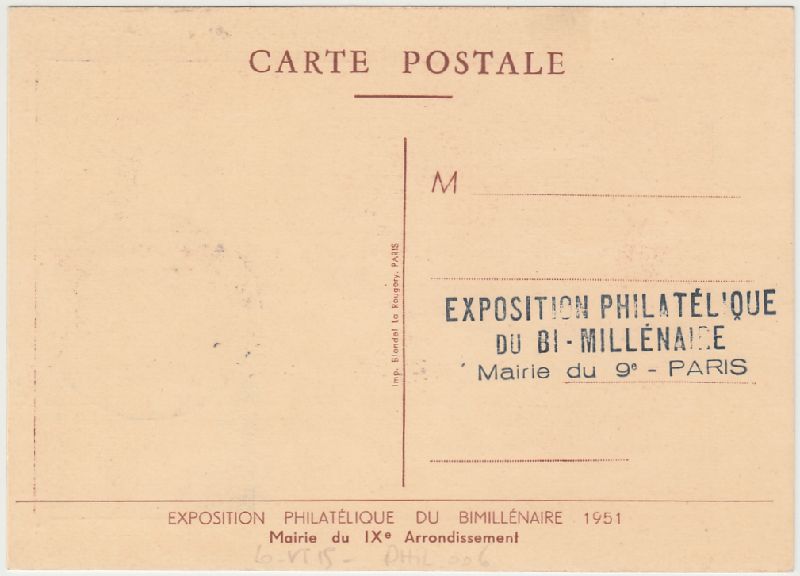 CARTE POSTALE
M
Imp. Blondel La Rougery, PARIS
EXPOSITION PHILATÉLIQUE
DU BI-MILLÉNAIRE
Mairie du 9e - PARIS
EXPOSITION PHILATÉLIQUE DU BIMILLÉNAIRE 1951
Mairie du IXe Arrondissement